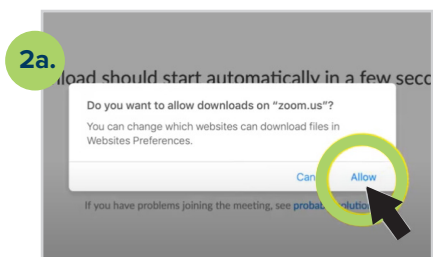 2a.
load should start automatically in a few seco
Do you want to allow downloads on “zoom.us”?
You can change which websites can download files in
Websites Preferences.
Can Allow
If you have problems joining the meeting, see